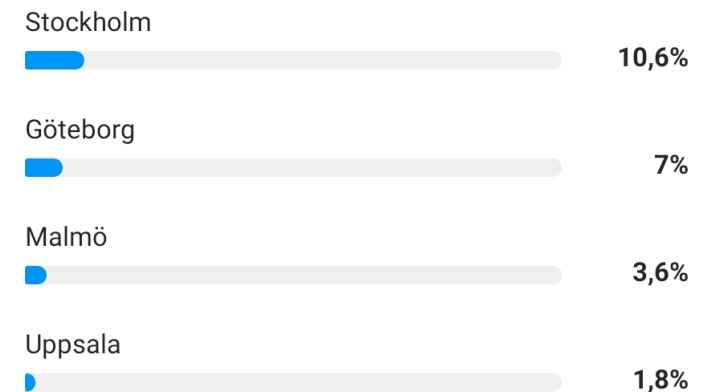 Stockholm
10,6%
Göteborg
7%
Malmö
3,6%
Uppsala
1,8%